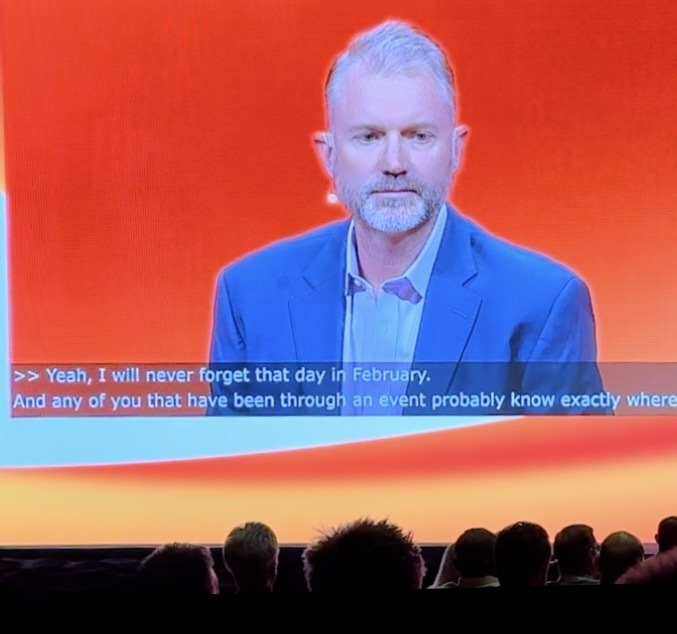 >> Yeah, I will never forget that day in February.
And any of you that have been through an event probably know exactly where